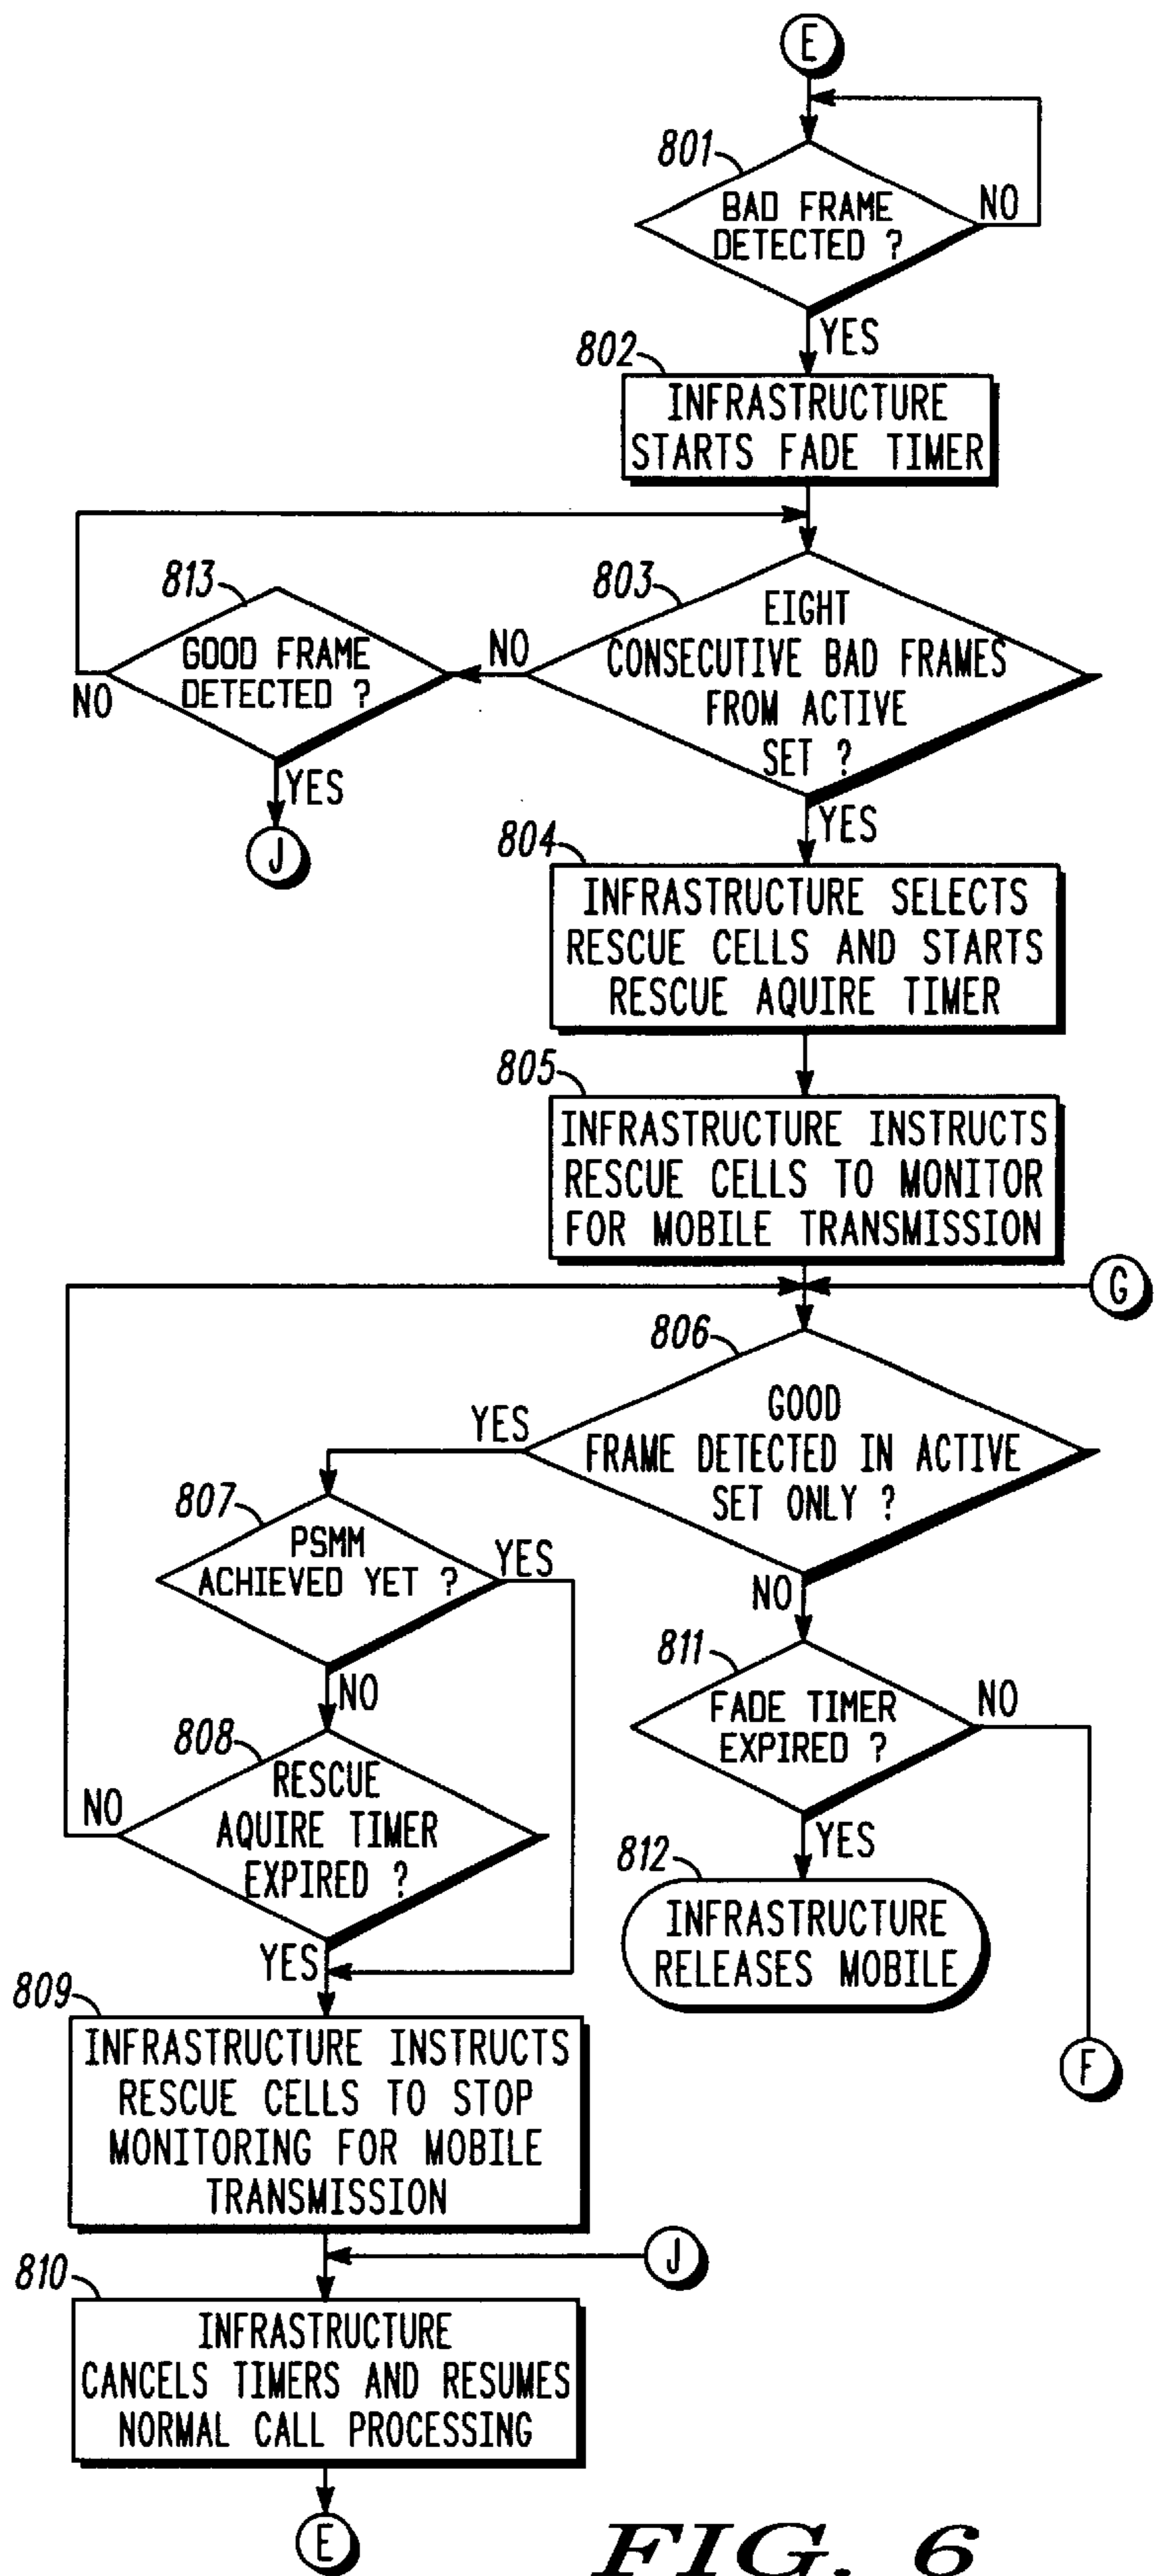 E
801
BAD FRAME
DETECTED ?
NO
YES
802
INFRASTRUCTURE
STARTS FADE TIMER
803
EIGHT
CONSECUTIVE BAD FRAMES
FROM ACTIVE
SET ?
NO
813
GOOD FRAME
DETECTED ?
NO
YES
J
YES
804
INFRASTRUCTURE SELECTS
RESCUE CELLS AND STARTS
RESCUE AQUIRE TIMER
805
INFRASTRUCTURE INSTRUCTS
RESCUE CELLS TO MONITOR
FOR MOBILE TRANSMISSION
G
806
GOOD
FRAME DETECTED IN ACTIVE
SET ONLY ?
YES
NO
807
PSMM
ACHIEVED YET ?
YES
NO
808
RESCUE
AQUIRE TIMER
EXPIRED ?
NO
YES
811
FADE TIMER
EXPIRED ?
NO
YES
812
INFRASTRUCTURE
RELEASES MOBILE
F
809
INFRASTRUCTURE INSTRUCTS
RESCUE CELLS TO STOP
MONITORING FOR MOBILE
TRANSMISSION
J
810
INFRASTRUCTURE
CANCELS TIMERS AND RESUMES
NORMAL CALL PROCESSING
E
FIG. 6